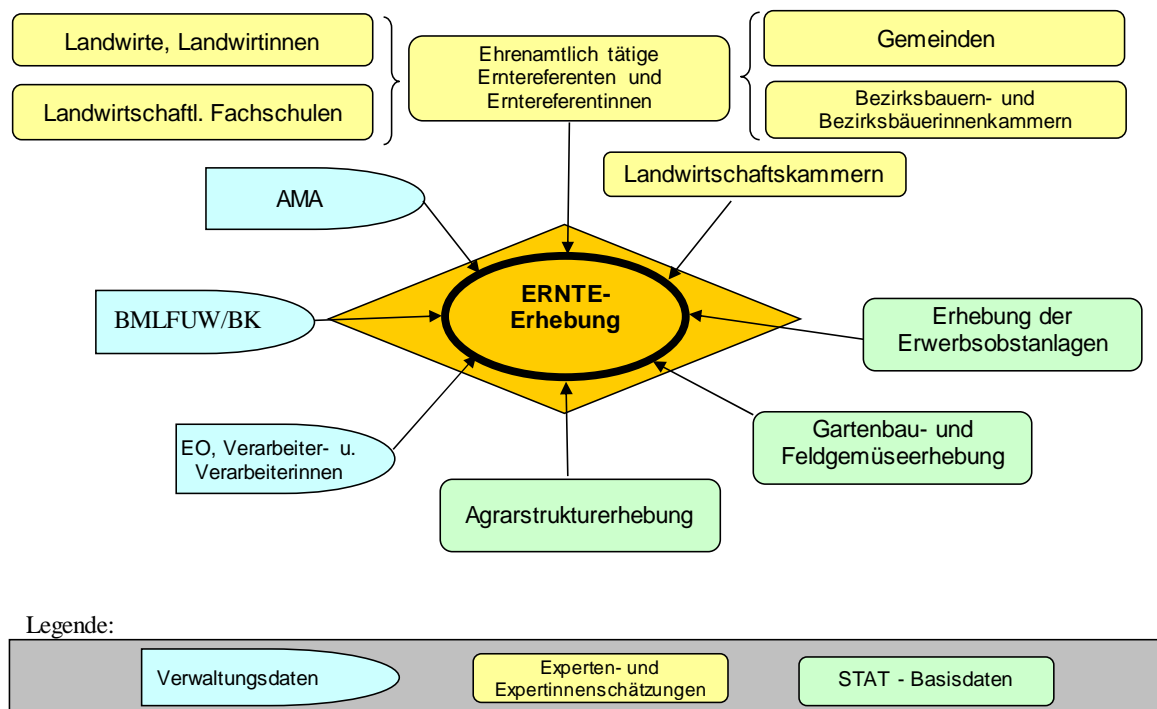 Landwirte, Landwirtinnen
Landwirtschaftl. Fachschulen
Ehrenamtlich tätige
Erntereferenten und
Erntereferentinnen
Gemeinden
Bezirksbauern- und
Bezirksbäuerinnenkammern
Landwirtschaftskammern
AMA
BMLFUW/BK
EO, Verarbeiter- u.
Verarbeiterinnen
ERNTE-
Erhebung
Erhebung der
Erwerbsobstanlagen
Gartenbau- und
Feldgemüseerhebung
Agrarstrukturerhebung
Legende:
Verwaltungsdaten
Experten- und
Expertinnenschätzungen
STAT - Basisdaten